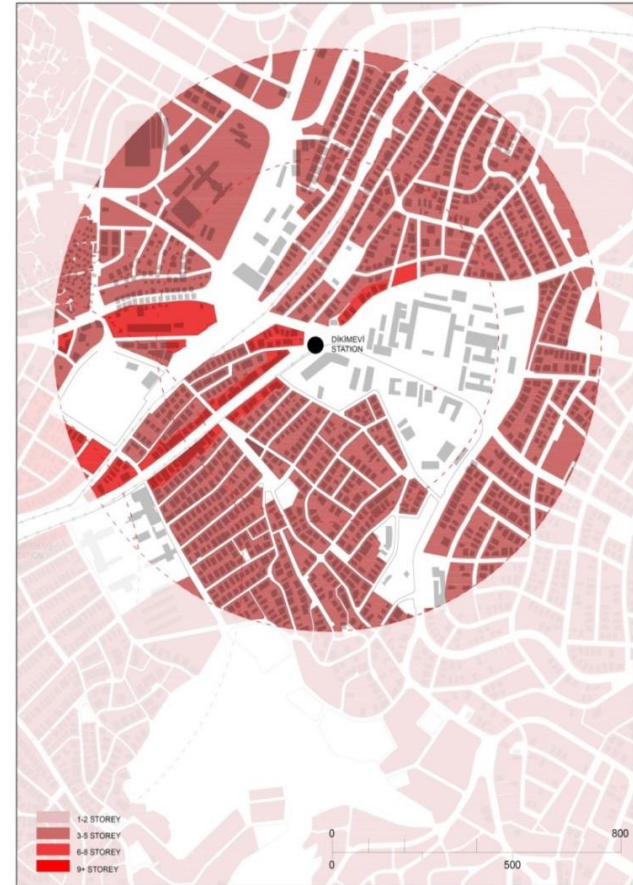 DİKİMEVİ
STATION
1-2 STOREY
3-5 STOREY
6-8 STOREY
9+ STOREY
0 800
0 500